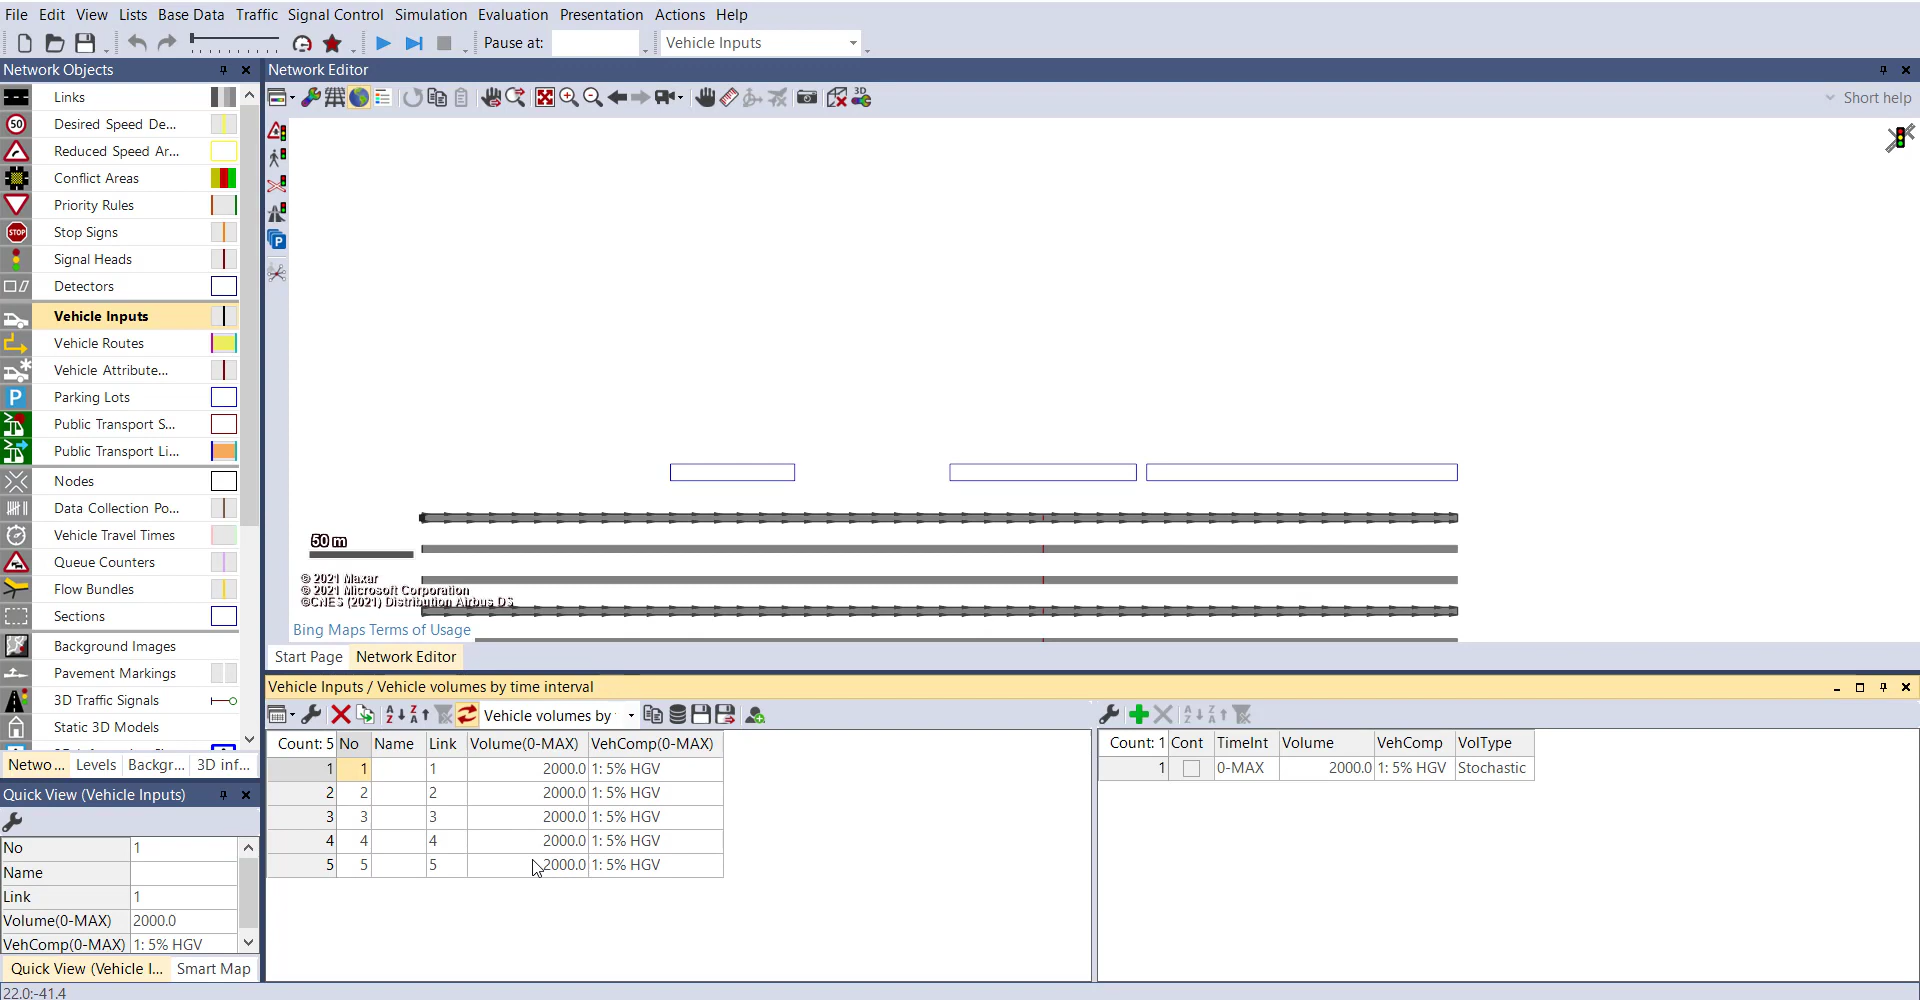 File Edit View Lists Base Data Traffic Signal Control Simulation Evaluation Presentation Actions Help
Pause at: Vehicle Inputs
Network Objects
Links
50 Desired Speed De...
Reduced Speed Ar...
Conflict Areas
Priority Rules
STOP Stop Signs
Signal Heads
Detectors
Vehicle Inputs
Vehicle Routes
Vehicle Attribute...
P Parking Lots
Public Transport S...
Public Transport Li...
Nodes
Data Collection Po...
Vehicle Travel Times
Queue Counters
Flow Bundles
Sections
Background Images
Pavement Markings
3D Traffic Signals
Static 3D Models
Netwo... Levels Backgr... 3D inf...
Quick View (Vehicle Inputs)
No 1
Name
Link 1
Volume(0-MAX) 2000.0
VehComp(0-MAX) 1: 5% HGV
Quick View (Vehicle I... Smart Map
22.0:-41.4
Network Editor
3D
Short help
P
50 m
© 2021 Maxar
© 2021 Microsoft Corporation
©CNES (2021) Distribution Airbus DS
Bing Maps Terms of Usage
Start Page Network Editor
Vehicle Inputs / Vehicle volumes by time interval
Vehicle volumes by
Count: 5 No Name Link Volume(0-MAX) VehComp(0-MAX)
1 1 1 2000.0 1: 5% HGV
2 2 2 2000.0 1: 5% HGV
3 3 3 2000.0 1: 5% HGV
4 4 4 2000.0 1: 5% HGV
5 5 5 2000.0 1: 5% HGV
Count: 1 Cont TimeInt Volume VehComp VolType
1 0-MAX 2000.0 1: 5% HGV Stochastic